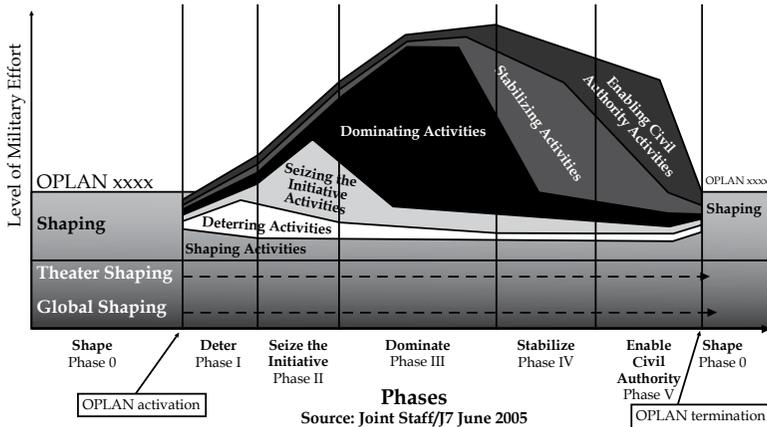 Level of Military Effort
OPLAN xxxx
Shaping
Theater Shaping
Global Shaping
Dominating Activities
Seizing the
Initiative
Activities
Deterring Activities
Shaping Activities
Stabilizing Activities
Enabling Civil
Authority Activities
OPLAN xxxx
Shaping
Shape
Phase 0
Deter
Phase I
Seize the
Initiative
Phase II
Dominate
Phase III
Stabilize
Phase IV
Enable
Civil
Authority
Phase V
Shape
Phase 0
OPLAN activation
OPLAN termination
Phases
Source: Joint Staff/J7 June 2005